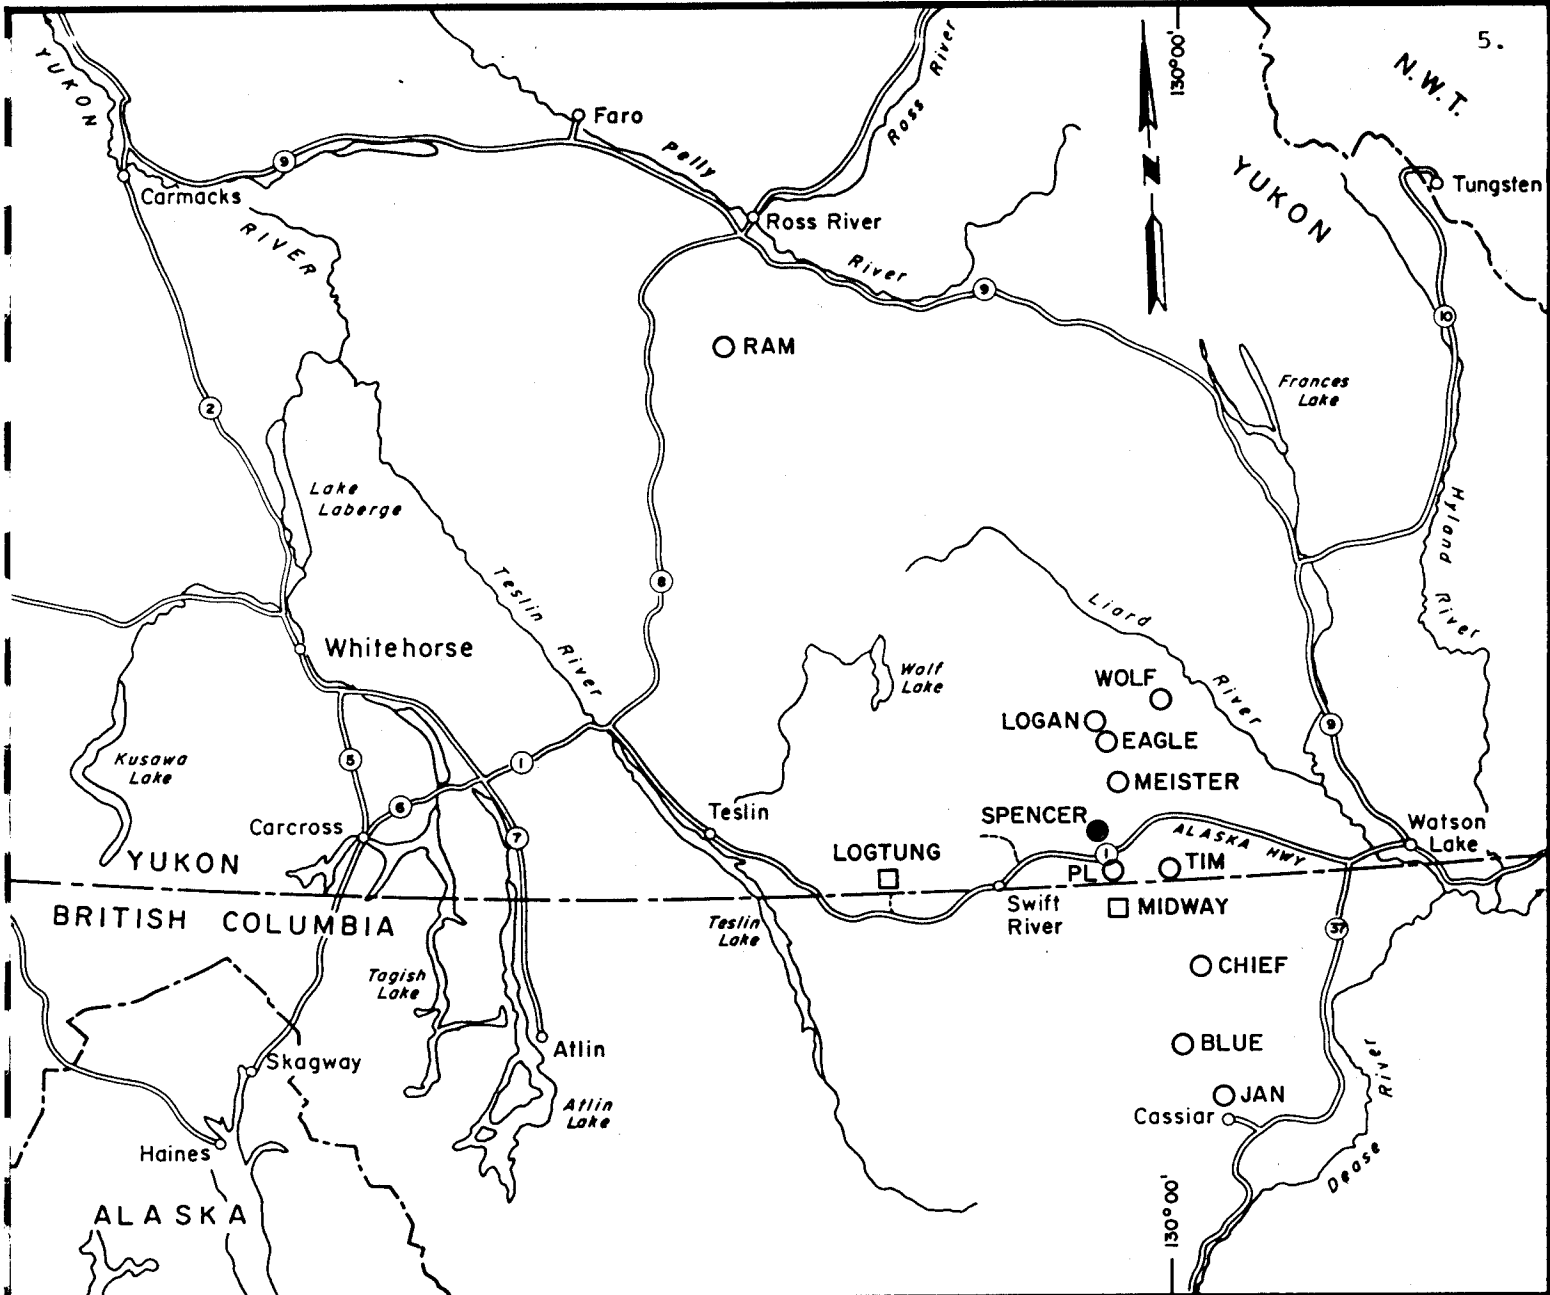 5.
130°00'
N.W.T.
YUKON
Faro
Ross River
Pelly
9
YUKON
Tungsten
Carmacks
Ross River
RIVER
River
9
10
RAM
2
Frances
Lake
Lake
Laberge
Hyland River
Teslin River
8
Liard River
Whitehorse
Wolf
Lake
WOLF
LOGAN
EAGLE
9
5
1
Kusawa
Lake
MEISTER
6
Carcross
7
Teslin
SPENCER
ALASKA HWY
Watson
Lake
1
LOGTUNG
PL
TIM
YUKON
BRITISH COLUMBIA
Teslin
Lake
Swift
River
MIDWAY
37
Tagish
Lake
CHIEF
Skagway
Atlin
BLUE
Atlin
Lake
JAN
Cassiar
Haines
Dease River
ALASKA
130°00'